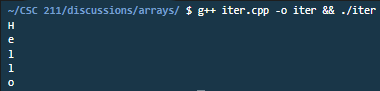 ~/CSC 211/discussions/arrays/ $ g++ iter.cpp -o iter && ./iter
H
e
l
l
o